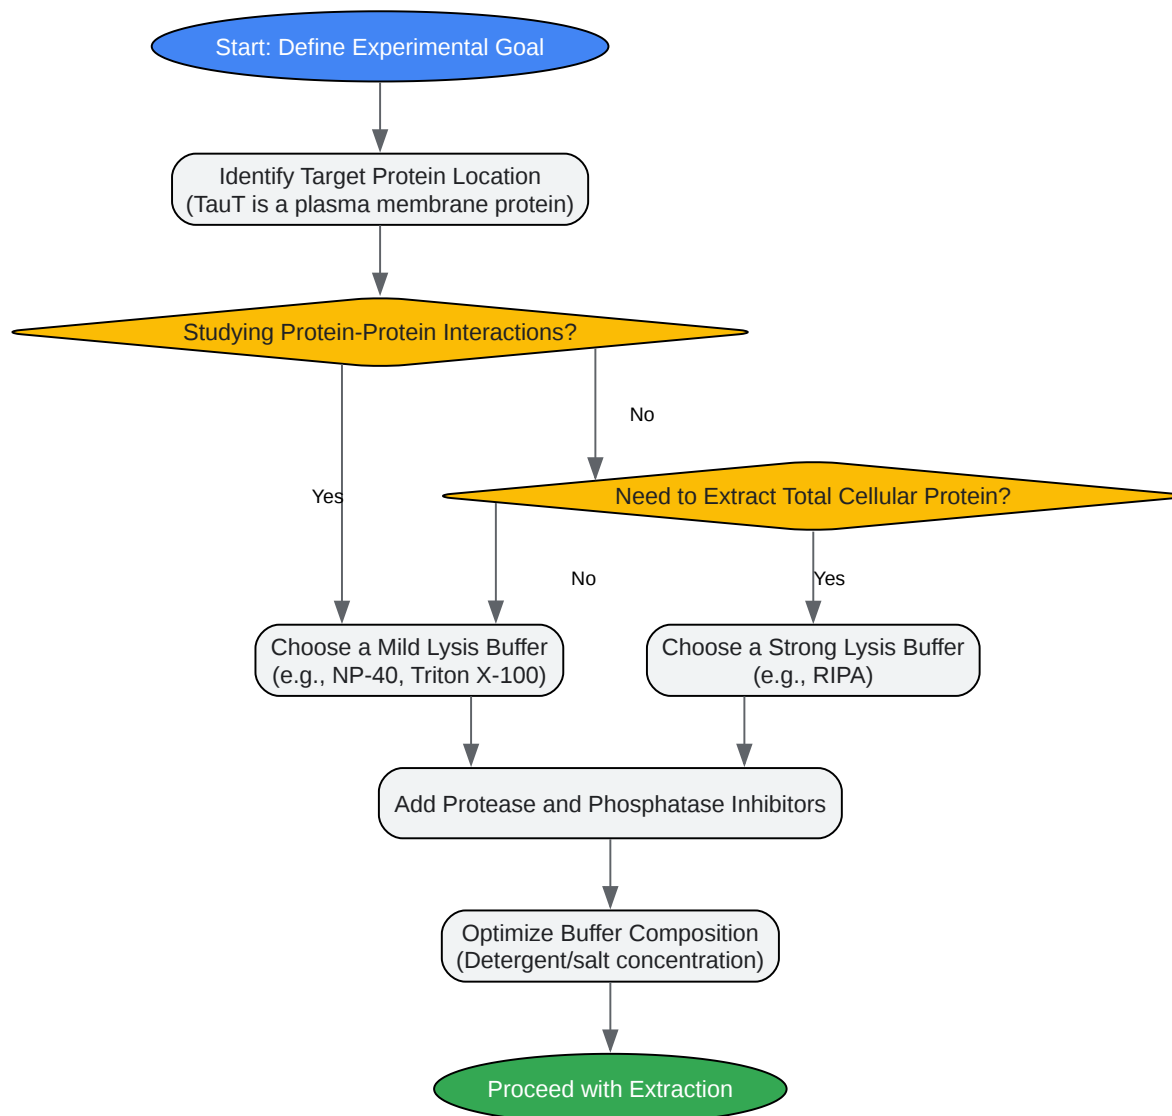 Start: Define Experimental Goal
Identify Target Protein Location
(TauT is a plasma membrane protein)
Studying Protein-Protein Interactions?
No
Yes
Need to Extract Total Cellular Protein?
No
Yes
Choose a Mild Lysis Buffer
(e.g., NP-40, Triton X-100)
Choose a Strong Lysis Buffer
(e.g., RIPA)
Add Protease and Phosphatase Inhibitors
Optimize Buffer Composition
(Detergent/salt concentration)
Proceed with Extraction